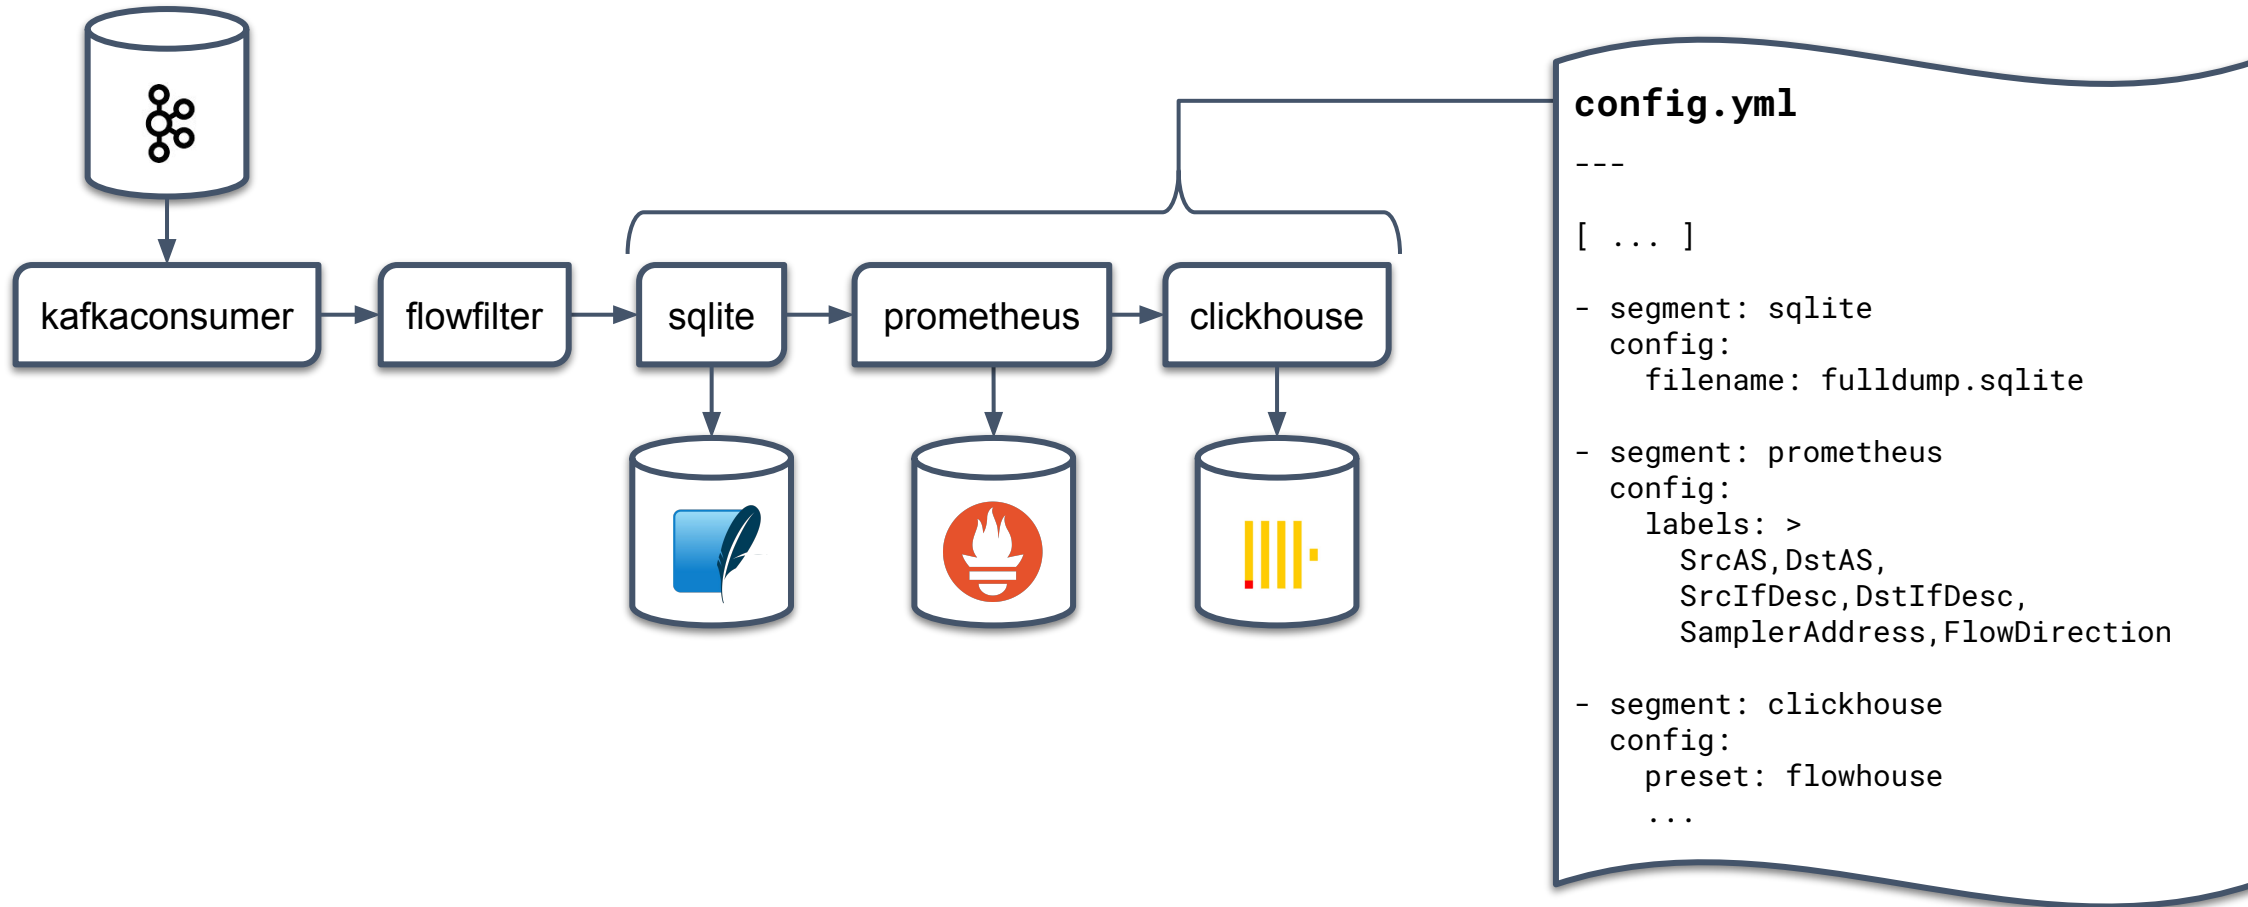 kafkaconsumer
flowfilter
sqlite
prometheus
clickhouse
config.yml
---
[ ... ]
- segment: sqlite
  config:
    filename: fulldump.sqlite
- segment: prometheus
  config:
    labels: >
      SrcAS,DstAS,
      SrcIfDesc,DstIfDesc,
      SamplerAddress,FlowDirection
- segment: clickhouse
  config:
    preset: flowhouse
    ...